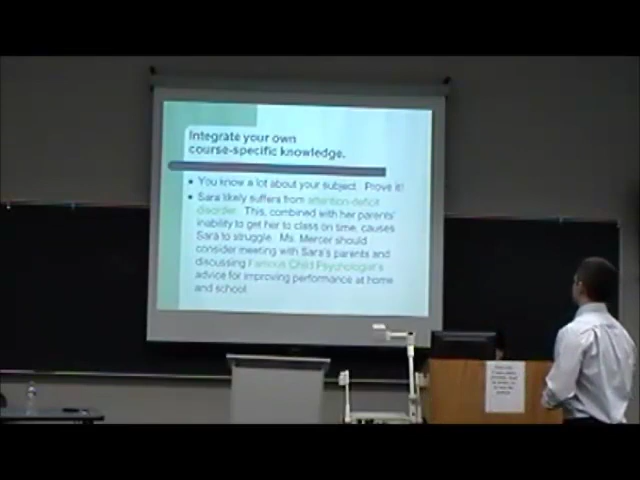 Integrate your own
course-specific knowledge.
• You know a lot about your subject. Prove it!
• Sara likely suffers from attention-deficit
disorder. This, combined with her parents'
inability to get her to class on time, causes
Sara to struggle. Ms. Mercer should
consider meeting with Sara's parents and
discussing Famous Child Psychologist's
advice for improving performance at home
and school.